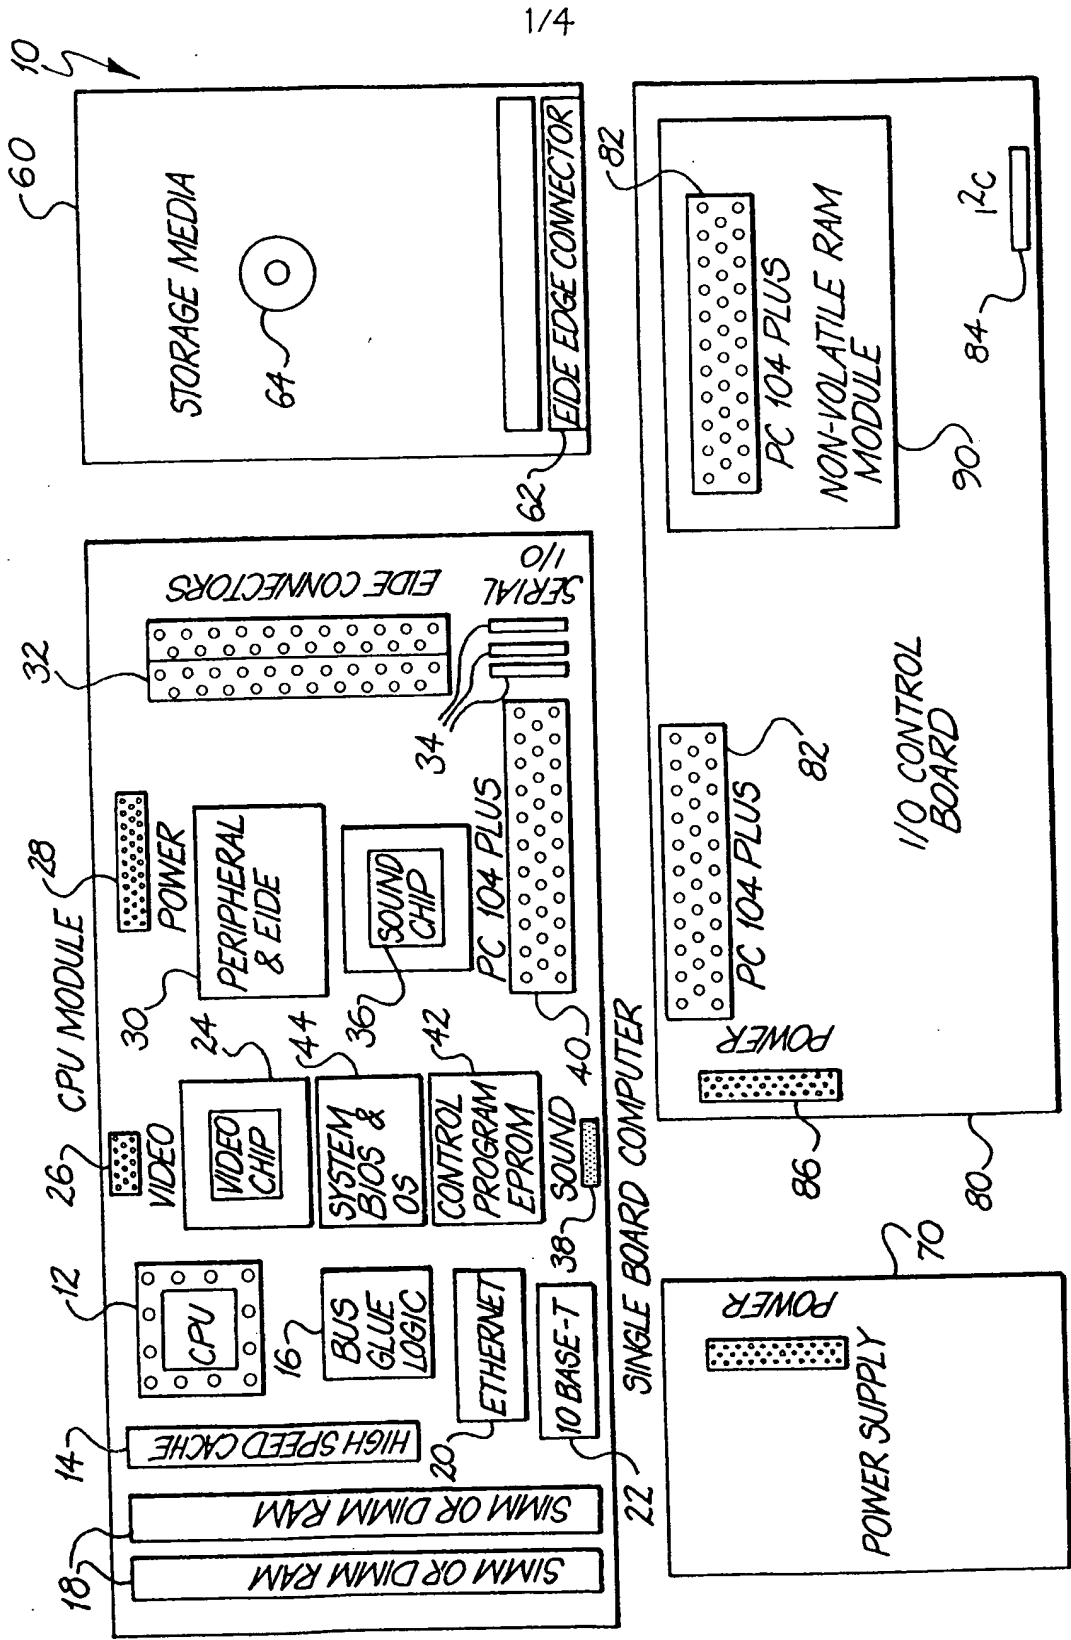 1/4
10
60
STORAGE MEDIA
64
EIDE EDGE CONNECTOR
62
CPU MODULE
18
SIMM OR DIMM RAM
SIMM OR DIMM RAM
14
HIGH SPEED CACHE
12
CPU
16
BUS
GLUE
LOGIC
20
ETHERNET
22
10 BASE-T
26
VIDEO
24
VIDEO
CHIP
44
SYSTEM
BIOS &
OS
42
CONTROL
PROGRAM
EPROM
38
SOUND
28
POWER
30
PERIPHERAL
& EIDE
36
SOUND
CHIP
40
PC 104 PLUS
32
EIDE CONNECTORS
34
SERIAL
I/O
SINGLE BOARD COMPUTER
70
POWER
POWER SUPPLY
80
86
POWER
82
PC 104 PLUS
I/O CONTROL
BOARD
82
PC 104 PLUS
NON-VOLATILE RAM
MODULE
90
84
I2C